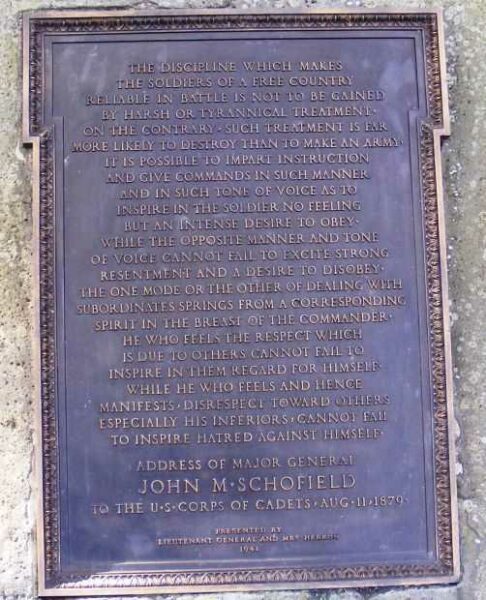 THE DISCIPLINE WHICH MAKES
THE SOLDIERS OF A FREE COUNTRY
RELIABLE IN BATTLE IS NOT TO BE GAINED
BY HARSH OR TYRANNICAL TREATMENT·
ON THE CONTRARY·SUCH TREATMENT IS FAR
MORE LIKELY TO DESTROY THAN TO MAKE AN ARMY·
IT IS POSSIBLE TO IMPART INSTRUCTION
AND GIVE COMMANDS IN SUCH MANNER
AND IN SUCH TONE OF VOICE AS TO
INSPIRE IN THE SOLDIER NO FEELING
BUT AN INTENSE DESIRE TO OBEY·
WHILE THE OPPOSITE MANNER AND TONE
OF VOICE CANNOT FAIL TO EXCITE STRONG
RESENTMENT AND A DESIRE TO DISOBEY·
THE ONE MODE OR THE OTHER OF DEALING WITH
SUBORDINATES SPRINGS FROM A CORRESPONDING
SPIRIT IN THE BREAST OF THE COMMANDER·
HE WHO FEELS THE RESPECT WHICH
IS DUE TO OTHERS CANNOT FAIL TO
INSPIRE IN THEM REGARD FOR HIMSELF·
WHILE HE WHO FEELS AND HENCE
MANIFESTS·DISRESPECT TOWARD OTHERS
ESPECIALLY HIS INFERIORS·CANNOT FAIL
TO INSPIRE HATRED AGAINST HIMSELF·
ADDRESS OF MAJOR GENERAL
JOHN M·SCHOFIELD
TO THE U·S·CORPS OF CADETS·AUG·11·1879·
PRESENTED BY
LIEUTENANT GENERAL AND MRS HERRON